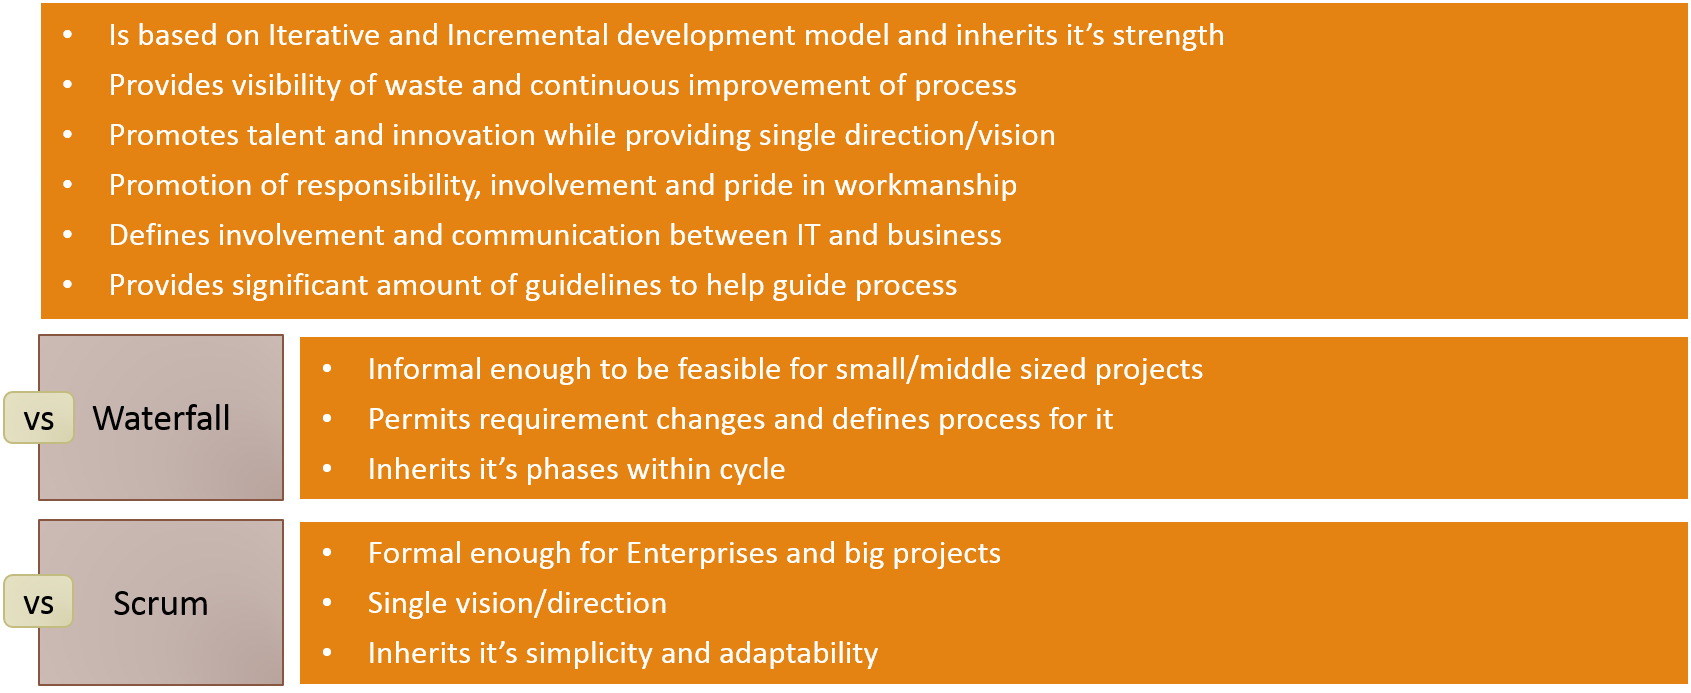 • Is based on Iterative and Incremental development model and inherits it’s strength
• Provides visibility of waste and continuous improvement of process
• Promotes talent and innovation while providing single direction/vision
• Promotion of responsibility, involvement and pride in workmanship
• Defines involvement and communication between IT and business
• Provides significant amount of guidelines to help guide process
vs Waterfall
• Informal enough to be feasible for small/middle sized projects
• Permits requirement changes and defines process for it
• Inherits it’s phases within cycle
vs Scrum
• Formal enough for Enterprises and big projects
• Single vision/direction
• Inherits it’s simplicity and adaptability